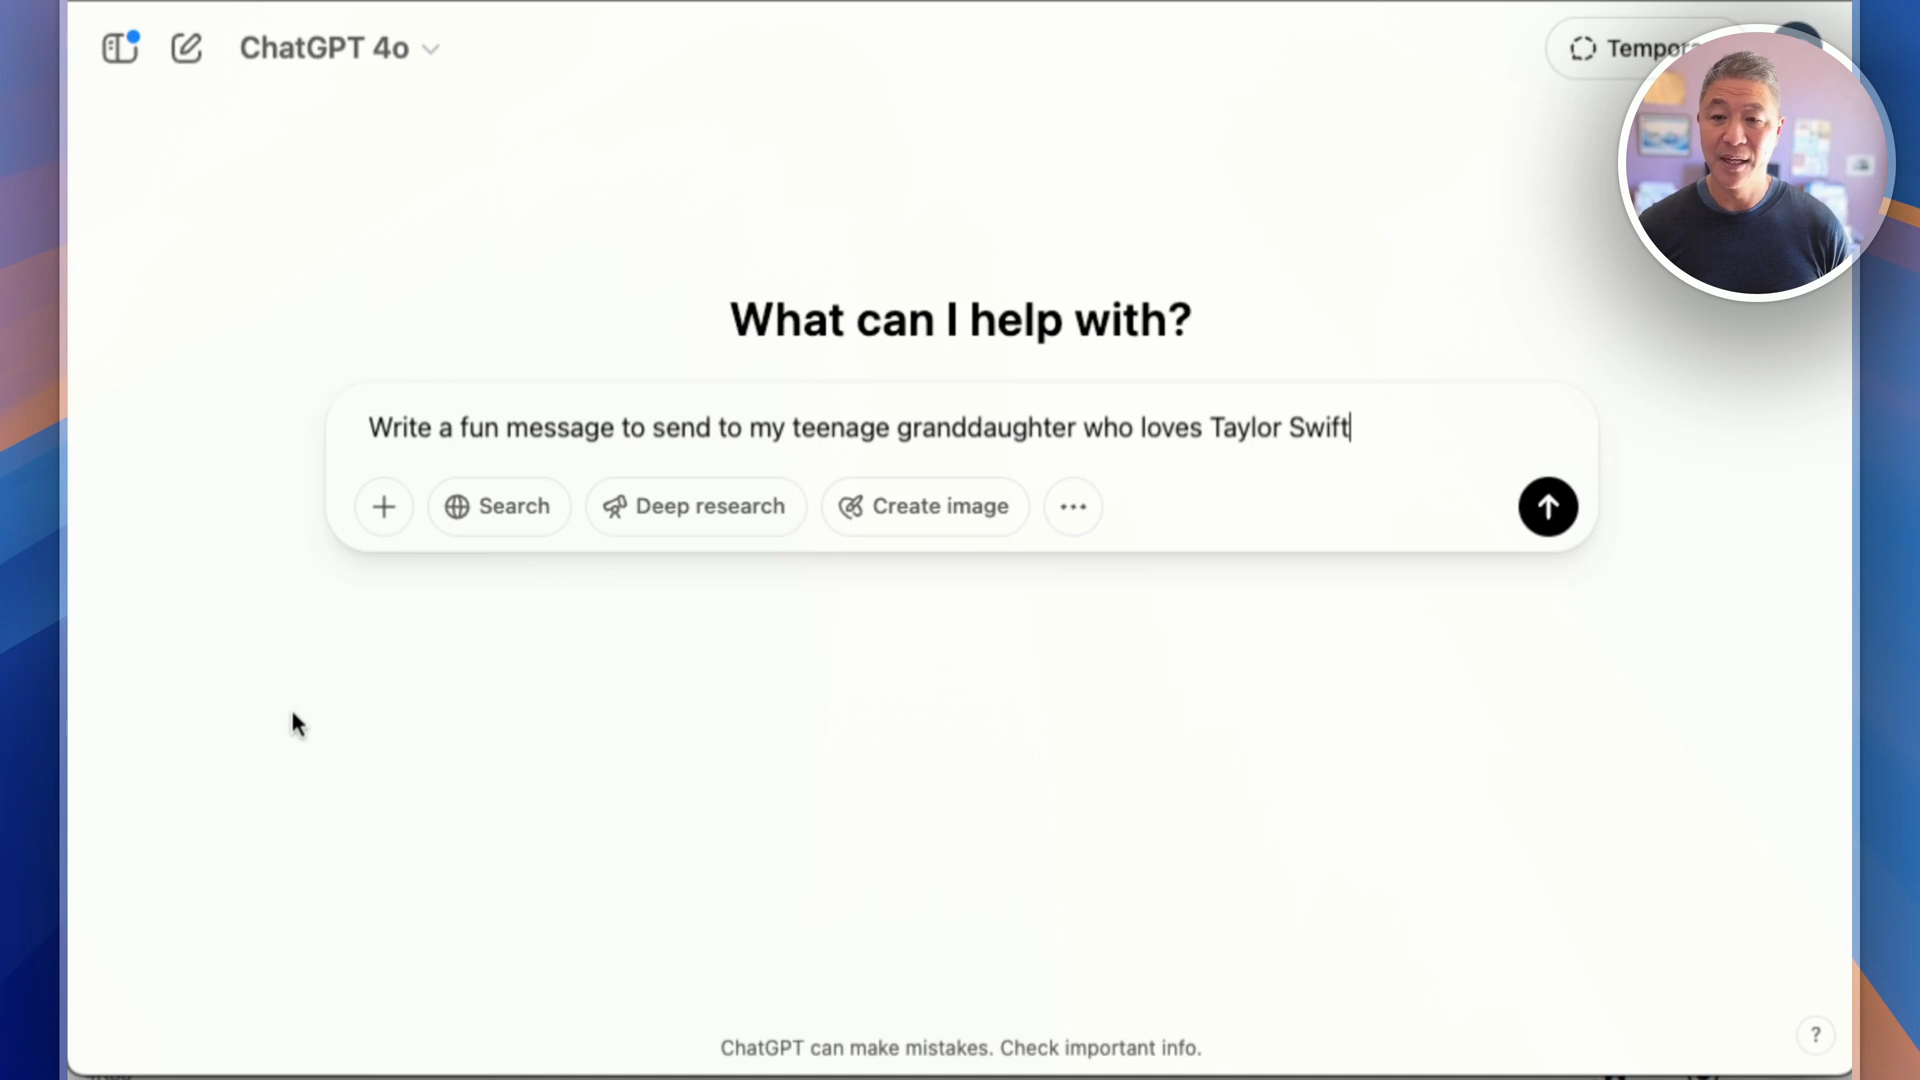 ChatGPT 4o
What can I help with?
Write a fun message to send to my teenage granddaughter who loves Taylor Swift
Search
Deep research
Create image
ChatGPT can make mistakes. Check important info.
?